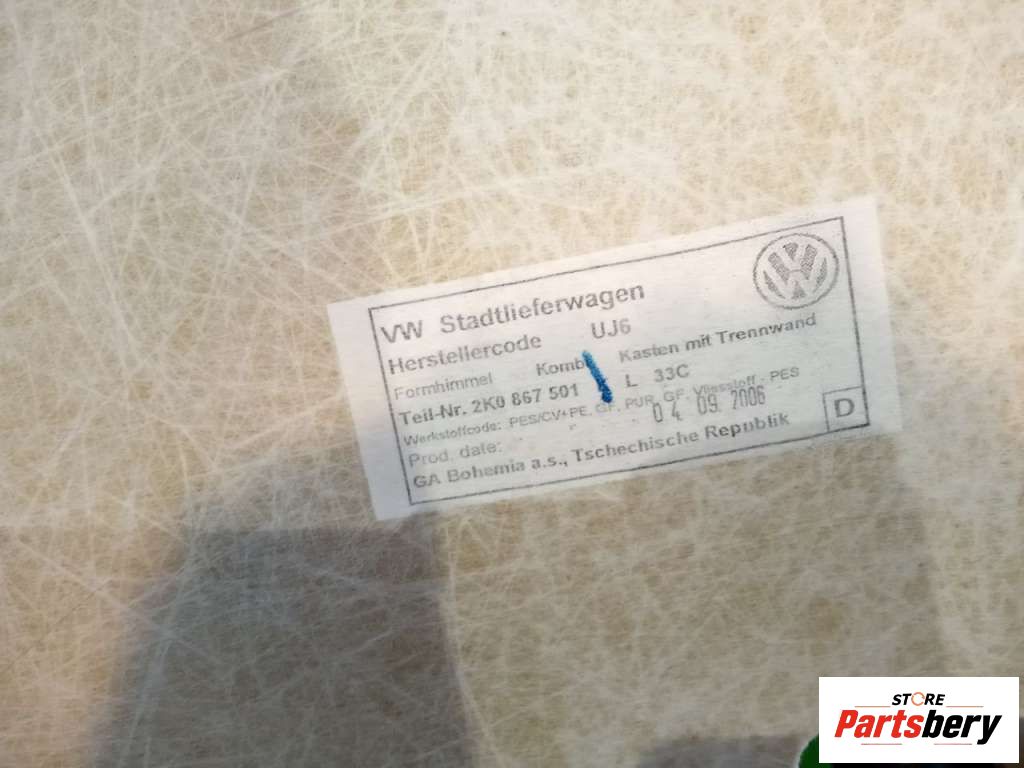 VW Stadtlieferwagen
Herstellercode UJ6
Formhimmel Kombi Kasten mit Trennwand
Teil-Nr. 2K0 867 501 L 33C
Werkstoffcode: PES/CV+PE, GF, PUR, GF, Vliesstoff - PES
Prod. date: 04. 09. 2006
GA Bohemia a.s., Tschechische Republik
D
STORE
Partsbery